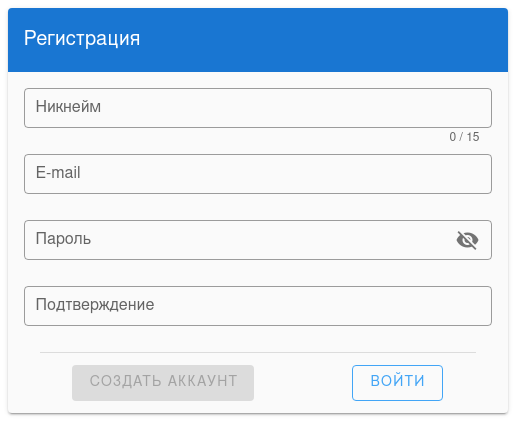 Регистрация
Никнейм
0 / 15
E-mail
Пароль
Подтверждение
СОЗДАТЬ АККАУНТ
ВОЙТИ